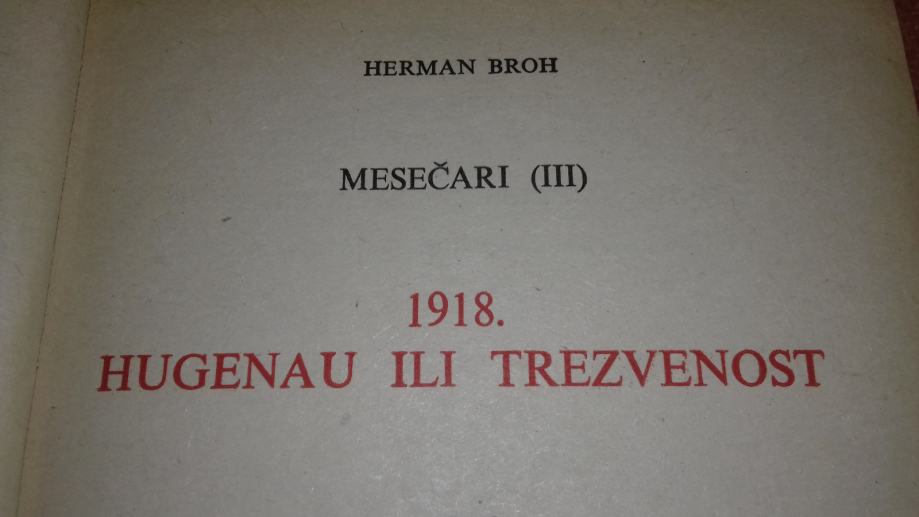 HERMAN BROH
MESEČARI (III)
1918.
HUGENAU ILI TREZVENOST